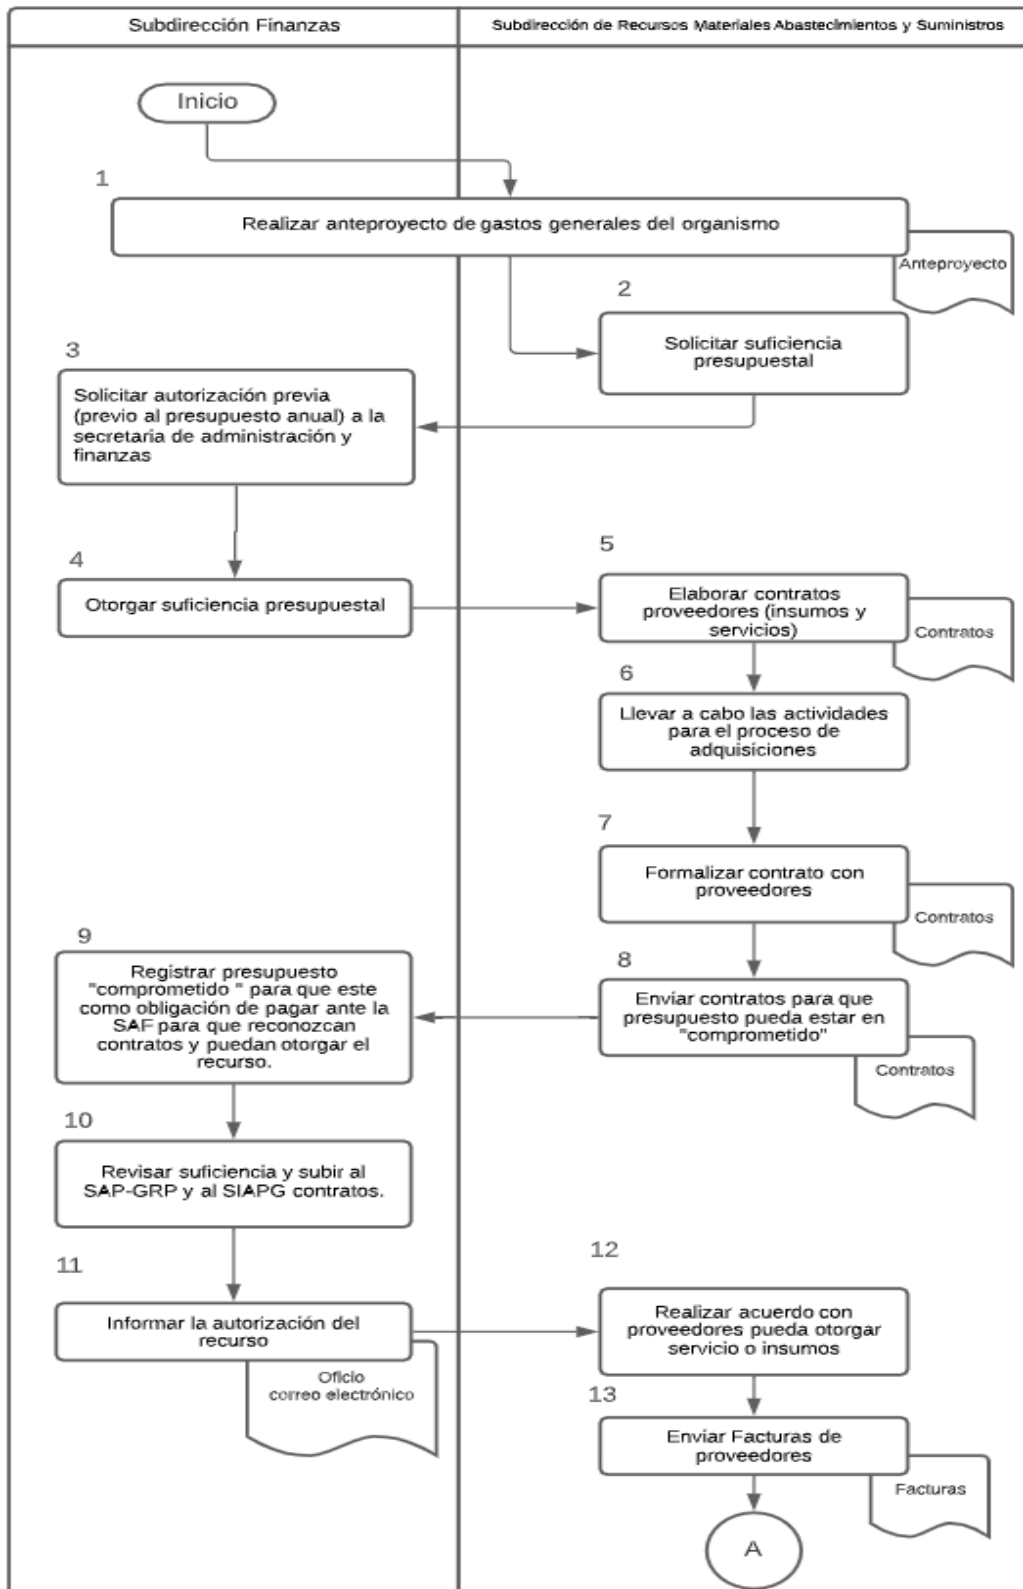 Subdirección Finanzas
Subdirección de Recursos Materiales Abastecimientos y Suministros
Inicio
1
Realizar anteproyecto de gastos generales del organismo
Anteproyecto
2
Solicitar suficiencia
presupuestal
3
Solicitar autorización previa
(previo al presupuesto anual) a la
secretaria de administración y
finanzas
4
Otorgar suficiencia presupuestal
5
Elaborar contratos
proveedores (insumos y
servicios)
Contratos
6
Llevar a cabo las actividades
para el proceso de
adquisiciones
7
Formalizar contrato con
proveedores
Contratos
8
Enviar contratos para que
presupuesto pueda estar en
"comprometido"
Contratos
9
Registrar presupuesto
"comprometido " para que este
como obligación de pagar ante la
SAF para que reconozcan
contratos y puedan otorgar el
recurso.
10
Revisar suficiencia y subir al
SAP-GRP y al SIAPG contratos.
11
Informar la autorización del
recurso
Oficio
correo electrónico
12
Realizar acuerdo con
proveedores pueda otorgar
servicio o insumos
13
Enviar Facturas de
proveedores
Facturas
A